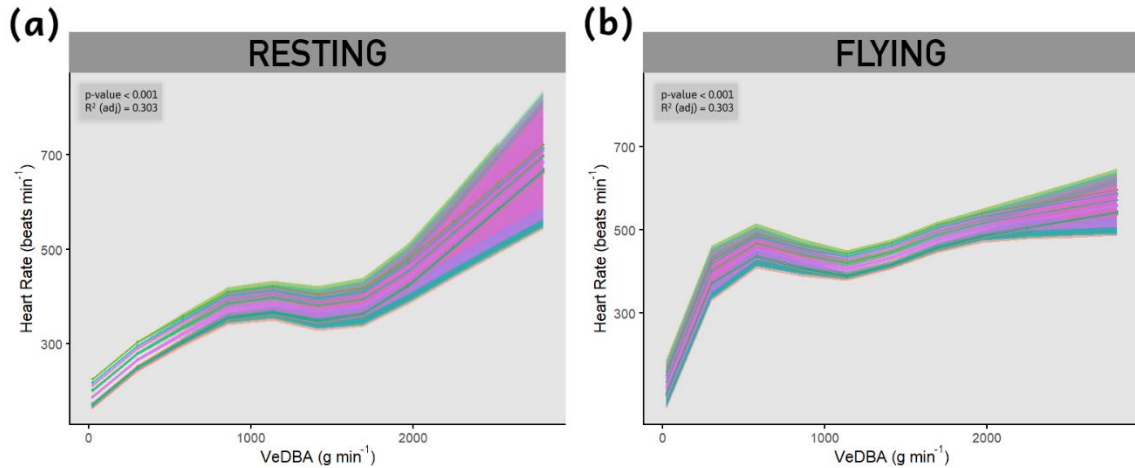 (a)
RESTING
p-value < 0.001
R² (adj) = 0.303
700
500
300
Heart Rate (beats min⁻¹)
0
1000
2000
VeDBA (g min⁻¹)
(b)
FLYING
p-value < 0.001
R² (adj) = 0.303
700
500
300
Heart Rate (beats min⁻¹)
0
1000
2000
VeDBA (g min⁻¹)